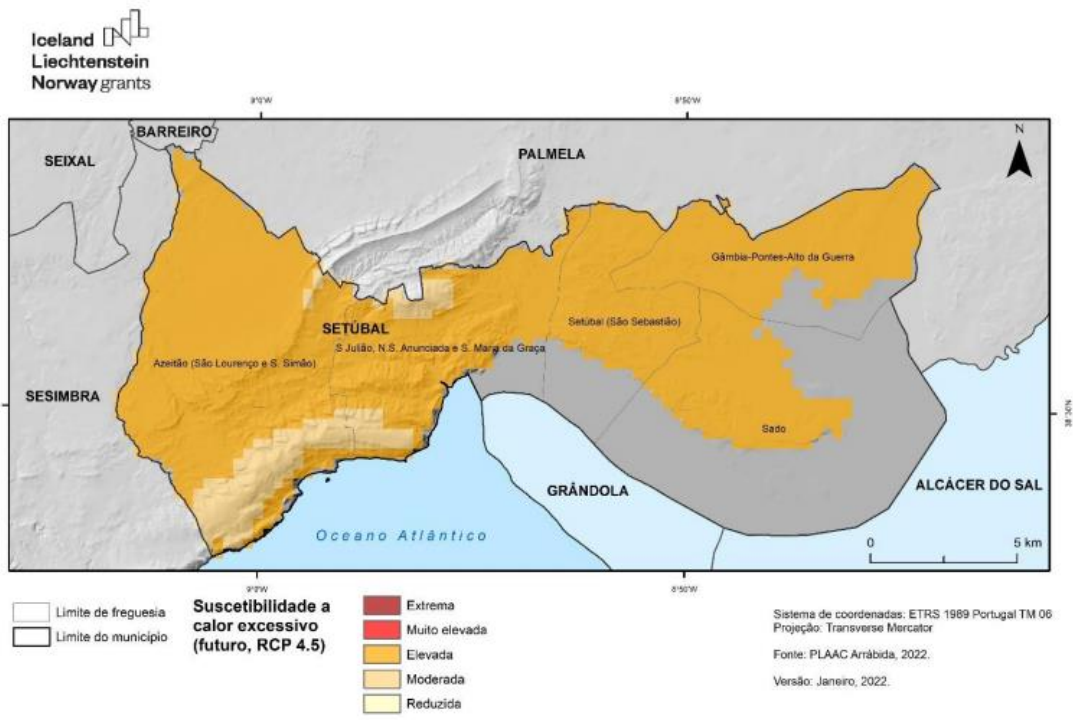 Iceland
Liechtenstein
Norway grants
9°0'W
8°50'W
BARREIRO
SEIXAL
PALMELA
N
Gâmbia-Pontes-Alto da Guerra
SETÚBAL
Setúbal (São Sebastião)
S Julião, N.S. Anunciada e S. Maria da Graça
Azeitão (São Lourenço e S. Simão)
SESIMBRA
38°30'N
Sado
GRÂNDOLA
ALCÁCER DO SAL
Oceano Atlântico
0
5 km
9°0'W
8°50'W
Limite de freguesia
Limite do município
Suscetibilidade a
calor excessivo
(futuro, RCP 4.5)
Extrema
Muito elevada
Elevada
Moderada
Reduzida
Sistema de coordenadas: ETRS 1989 Portugal TM 06
Projeção: Transverse Mercator
Fonte: PLAAC Arrábida, 2022.
Versão: Janeiro, 2022.